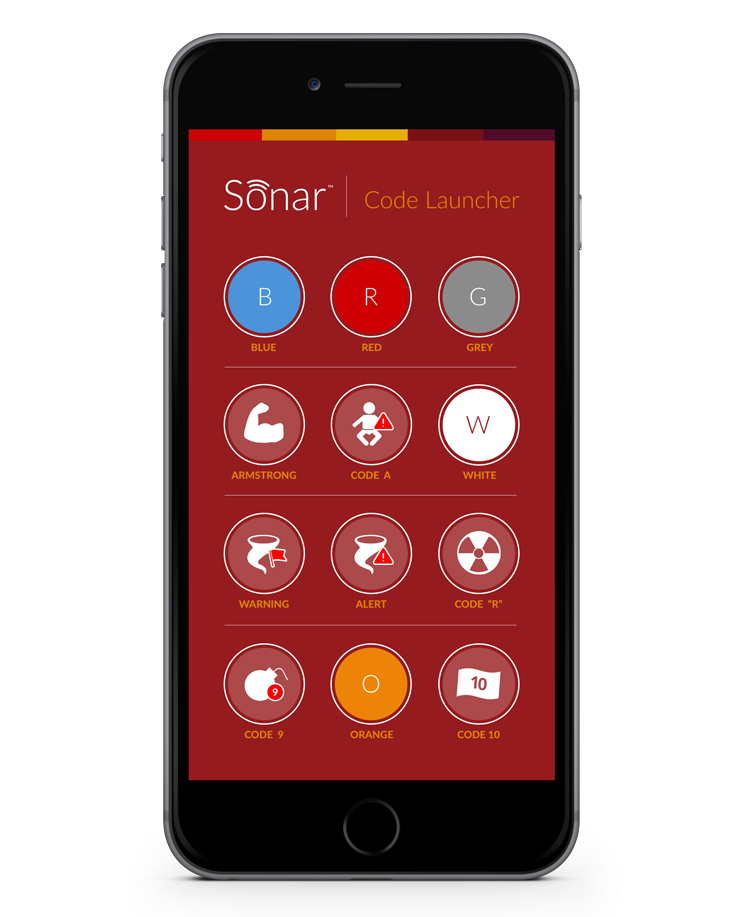 Sonar™ Code Launcher
B R G
BLUE RED GREY
W
ARMSTRONG CODE A WHITE
WARNING ALERT CODE "R"
9 O 10
CODE 9 ORANGE CODE 10